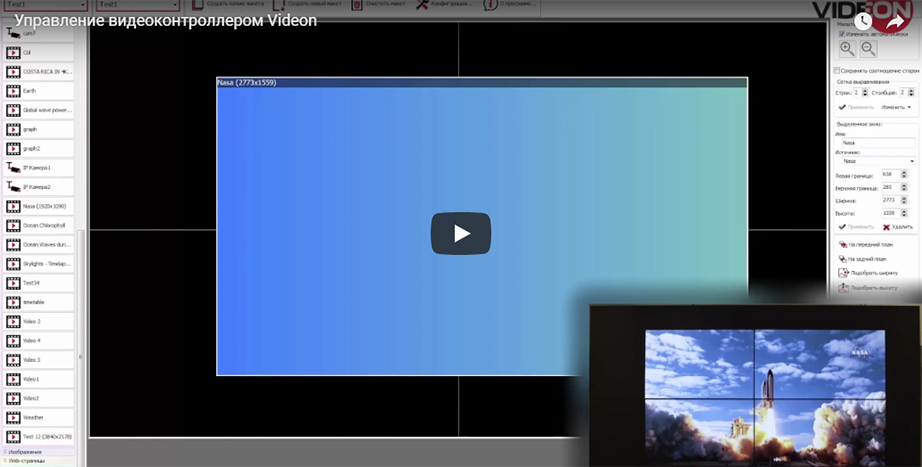 Test1
Test1
Создать копию макета
Создать новый макет
Очистить макет
Конфигурация...
О программе...
Управление видеоконтроллером Videon
VIDEON
Изменять автоматически
Сохранять соотношение сторон
Сетка выравнивания
Строк: 2 Столбцов: 2
Применить Изменить
Выделенное окно:
Имя:
Nasa
Источник:
Nasa
Левая граница: 658
Верхняя граница:
Ширина: 2773
Высота: 1559
Применить Удалить
На передний план
На задний план
Подобрать ширину
Подобрать высоту
cam7
Col
COSTA RICA IN 4K...
Earth
Global wave power...
graph
graph2
IP Камера1
IP Камера2
Nasa (1920x1090)
Ocean Chlorophyll
Ocean Waves duri...
Skylights - Timelap...
Test34
timetable
Video 3
Video 4
Video 5
Video1
Video2
Weather
Test 12 (3840x2178)
Изображения
Web-страницы
Nasa (2773x1559)
NASA